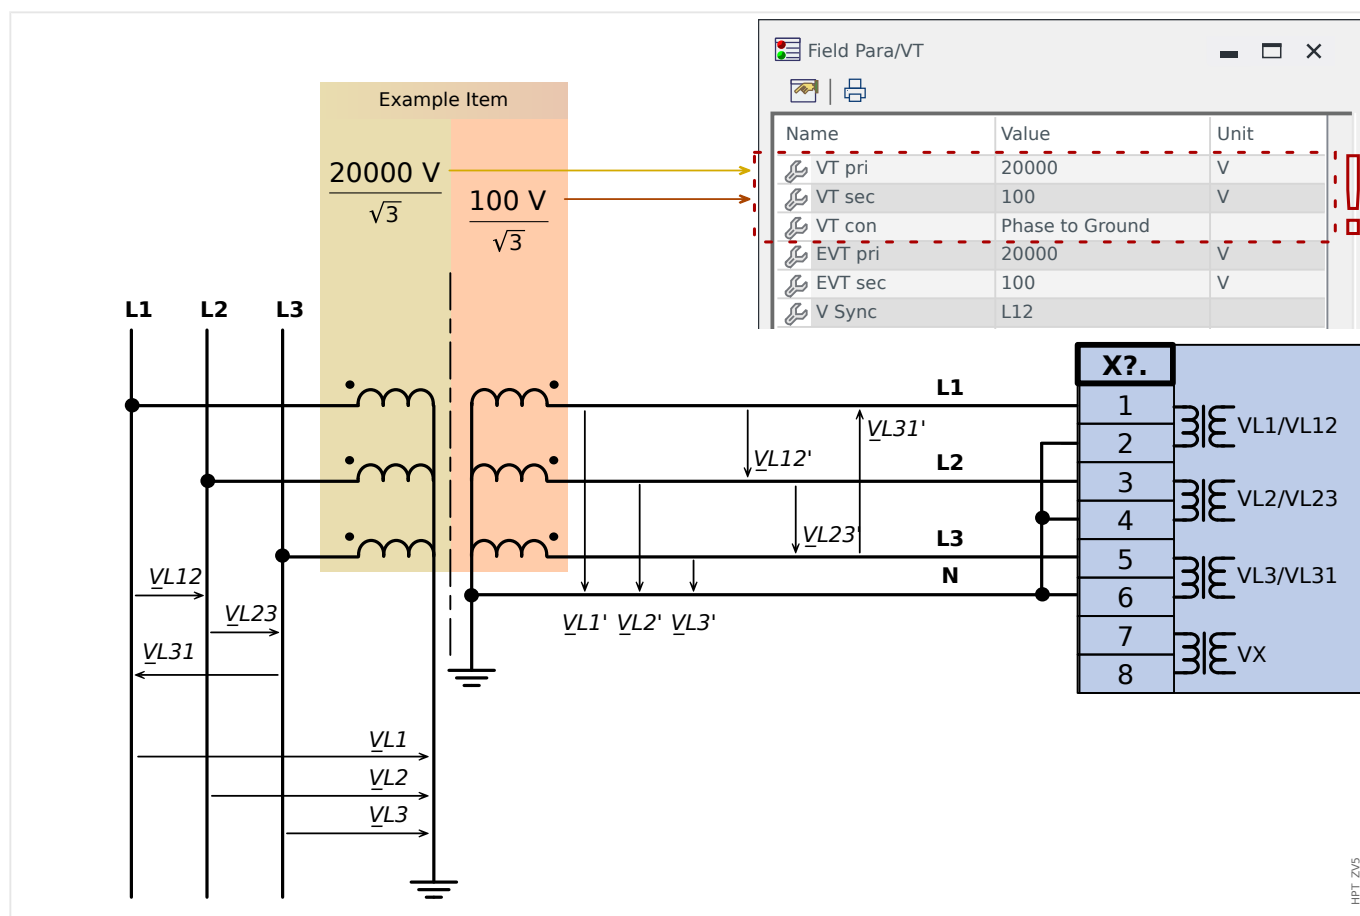 Field Para/VT
Example Item
Name Value Unit
VT pri 20000 V
VT sec 100 V
VT con Phase to Ground
EVT pri 20000 V
EVT sec 100 V
V Sync L12
20000 V
√3
100 V
√3
L1 L2 L3
X?.
L1
1
VL31'
VL1/VL12
2
VL12'
L2
3
VL2/VL23
4
VL23'
L3
5
N
VL3/VL31
6
VL12
VL23
VL1' VL2' VL3'
7
VL31
VX
8
VL1
VL2
VL3
HPT_ZV5